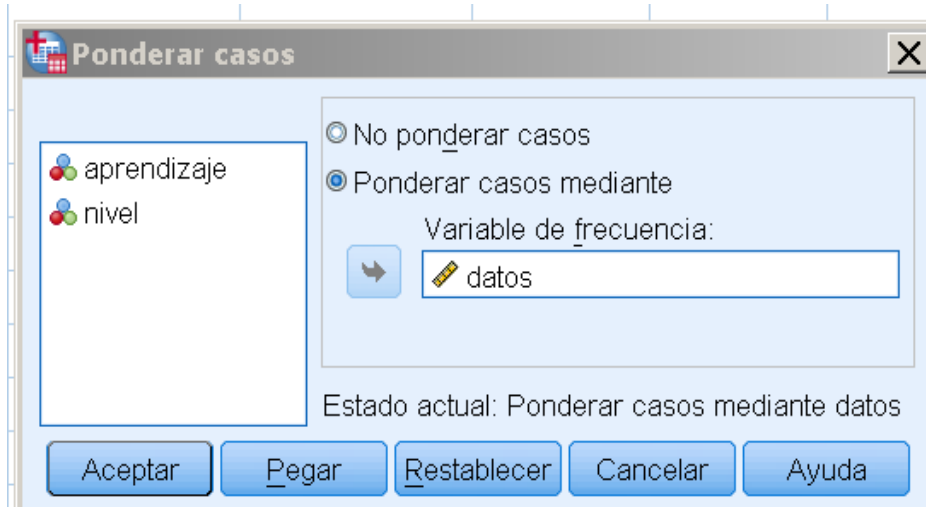 Ponderar casos
aprendizaje
nivel
No ponderar casos
Ponderar casos mediante
Variable de frecuencia:
datos
Estado actual: Ponderar casos mediante datos
Aceptar Pegar Restablecer Cancelar Ayuda